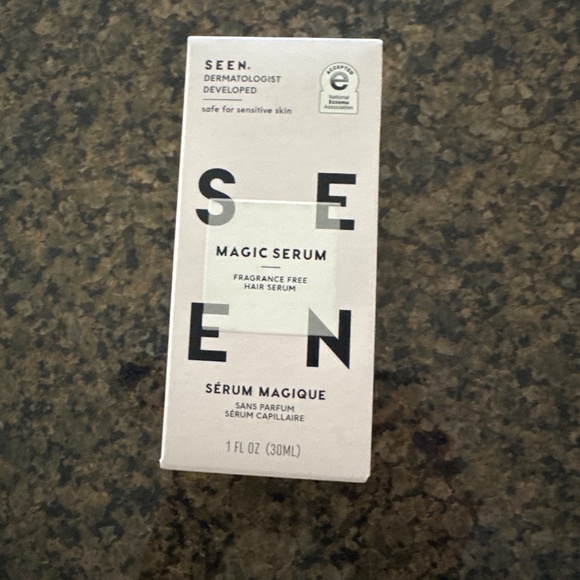 SEEN.
DERMATOLOGIST
DEVELOPED
safe for sensitive skin
ACCEPTED
e
National
Eczema
Association
S E
MAGIC SERUM
FRAGRANCE FREE
HAIR SERUM
E N
SÉRUM MAGIQUE
SANS PARFUM
SÉRUM CAPILLAIRE
1 FL OZ (30ML)